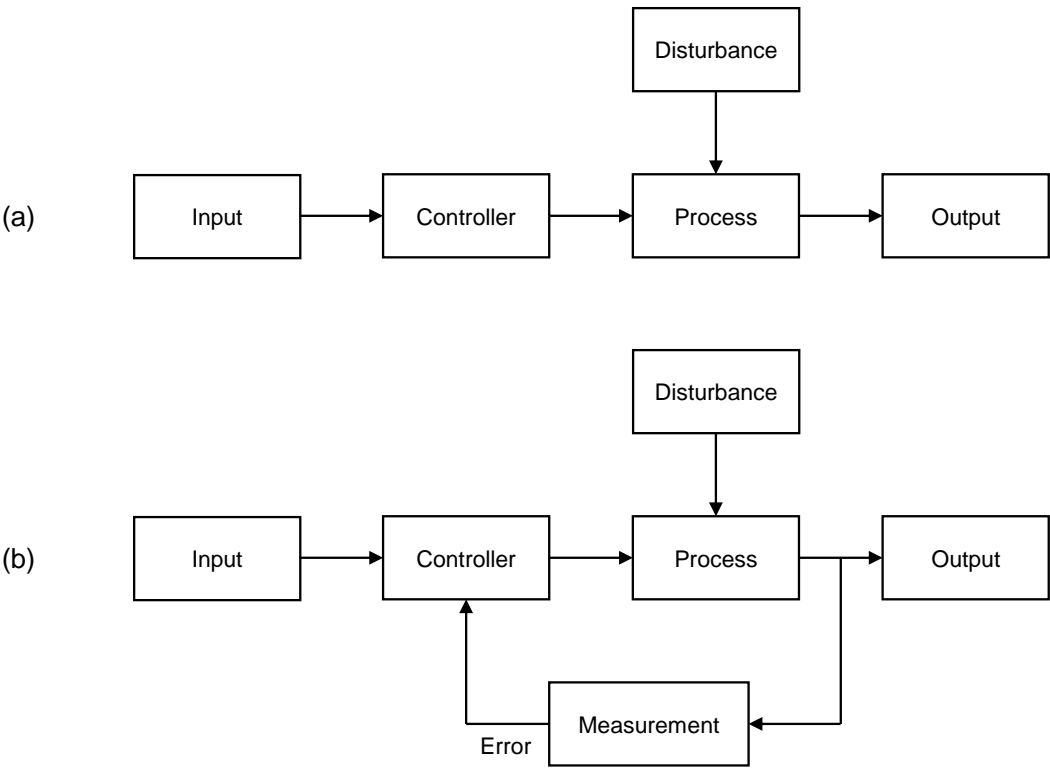 Disturbance
(a)
Input
Controller
Process
Output
Disturbance
(b)
Input
Controller
Process
Output
Measurement
Error